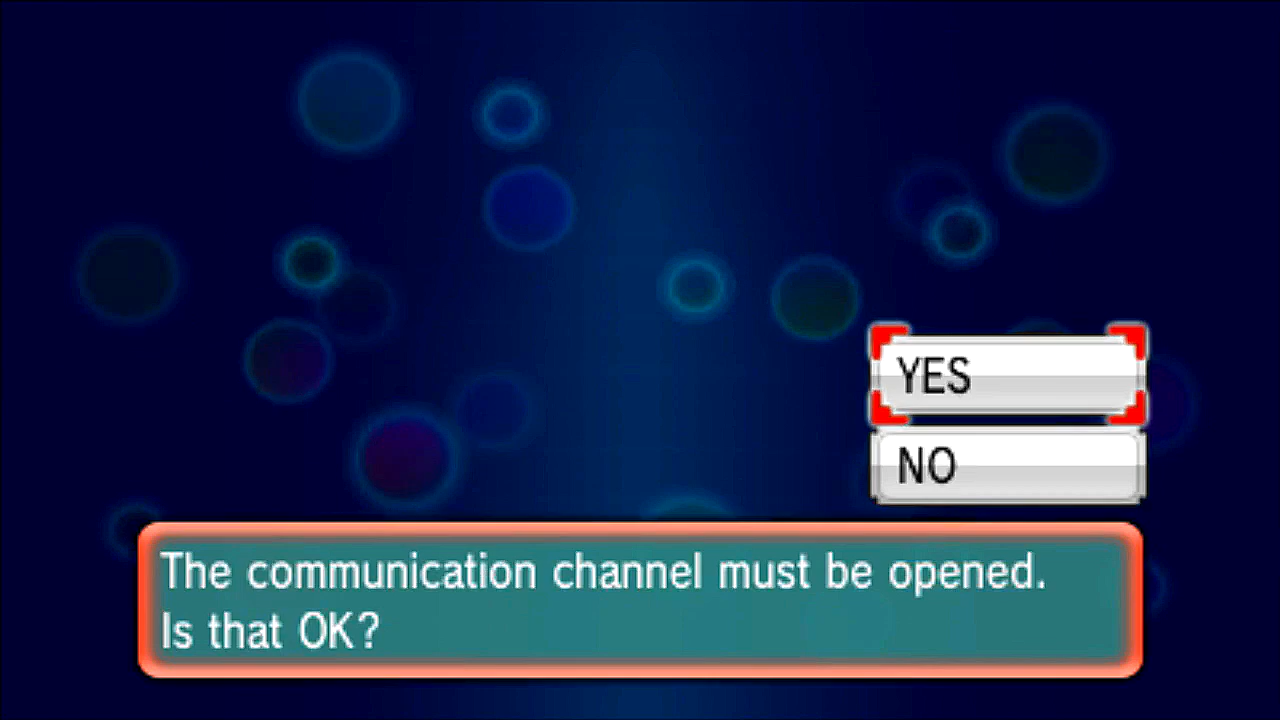 YES
NO
The communication channel must be opened.
Is that OK?